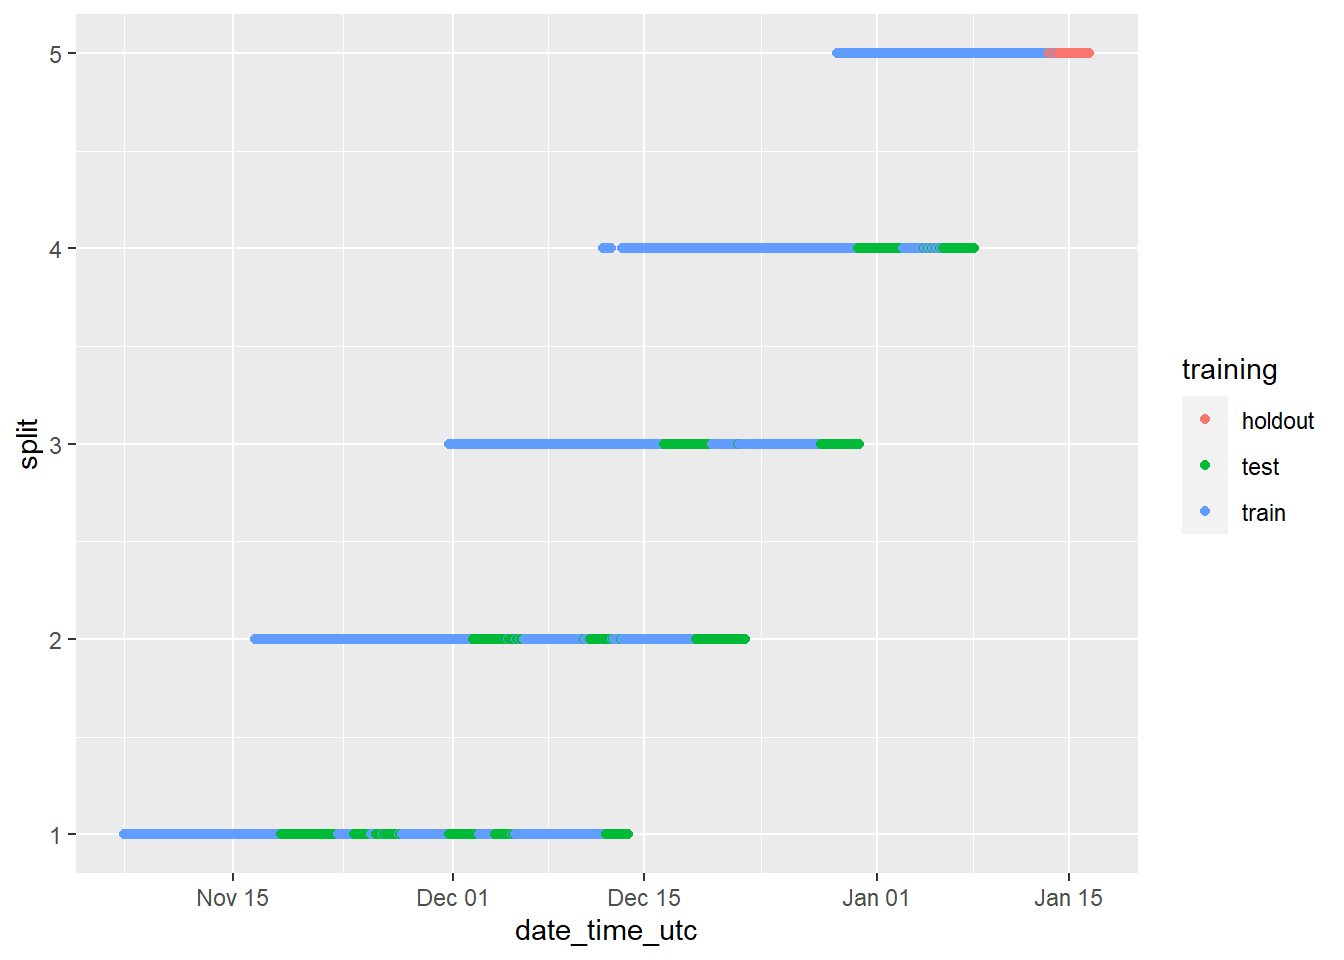 5
4
3
2
1
split
Nov 15
Dec 01
Dec 15
Jan 01
Jan 15
date_time_utc
training
holdout
test
train